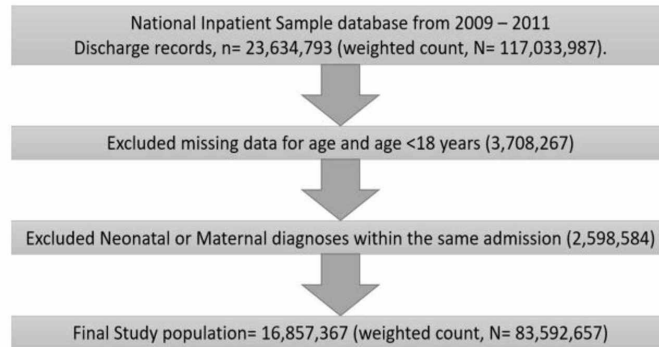 National Inpatient Sample database from 2009 – 2011
Discharge records, n= 23,634,793 (weighted count, N= 117,033,987).
Excluded missing data for age and age <18 years (3,708,267)
Excluded Neonatal or Maternal diagnoses within the same admission (2,598,584)
Final Study population= 16,857,367 (weighted count, N= 83,592,657)